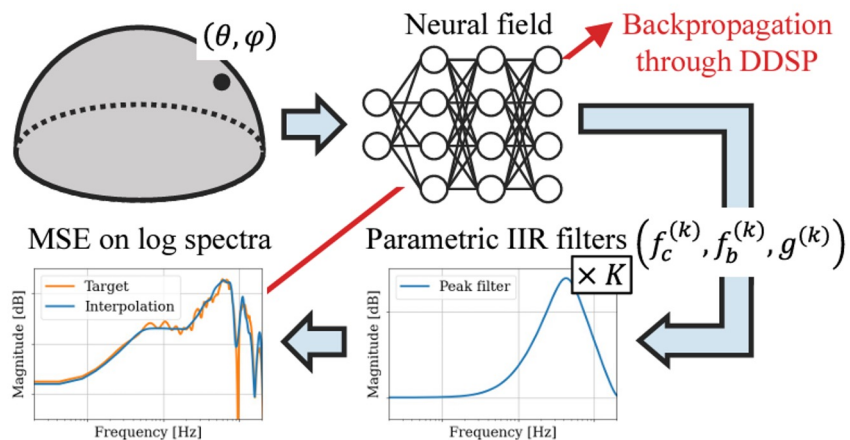 (θ, φ)
Neural field
Backpropagation
through DDSP
MSE on log spectra
Parametric IIR filters
(f_c^(k), f_b^(k), g^(k))
Target
Interpolation
Peak filter
× K
Magnitude [dB]
Frequency [Hz]
Magnitude [dB]
Frequency [Hz]